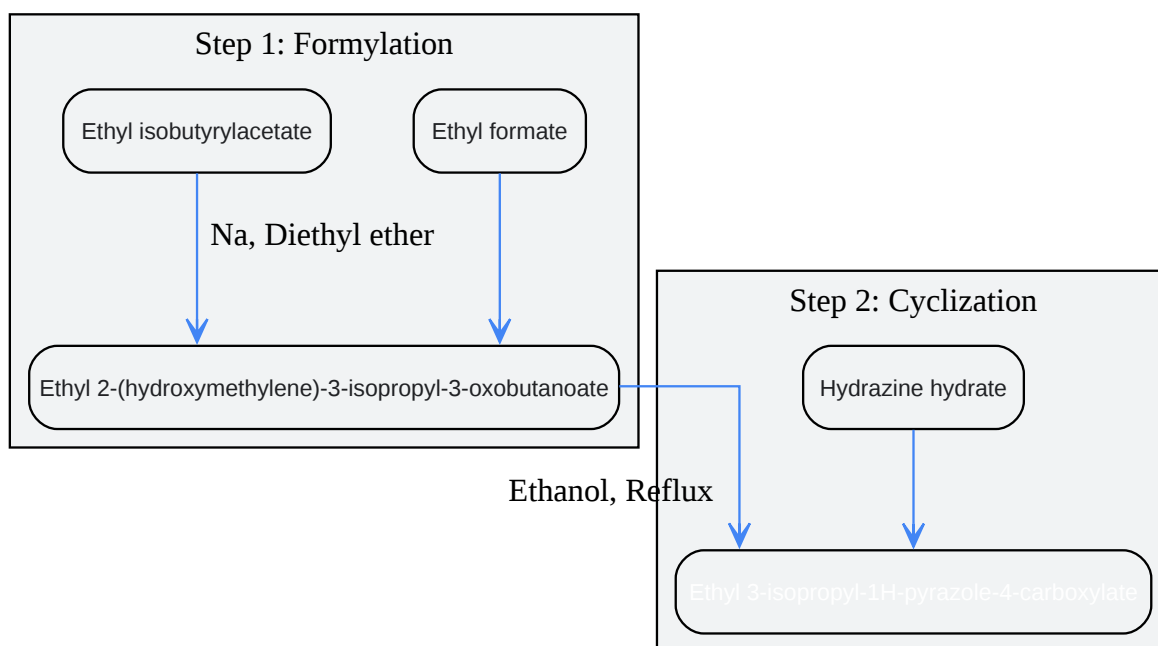 Step 1: Formylation
Ethyl isobutyrylacetate
Ethyl formate
Na, Diethyl ether
Ethyl 2-(hydroxymethylene)-3-isopropyl-3-oxobutanoate
Step 2: Cyclization
Hydrazine hydrate
Ethanol, Reflux
Ethyl 3-isopropyl-1H-pyrazole-4-carboxylate